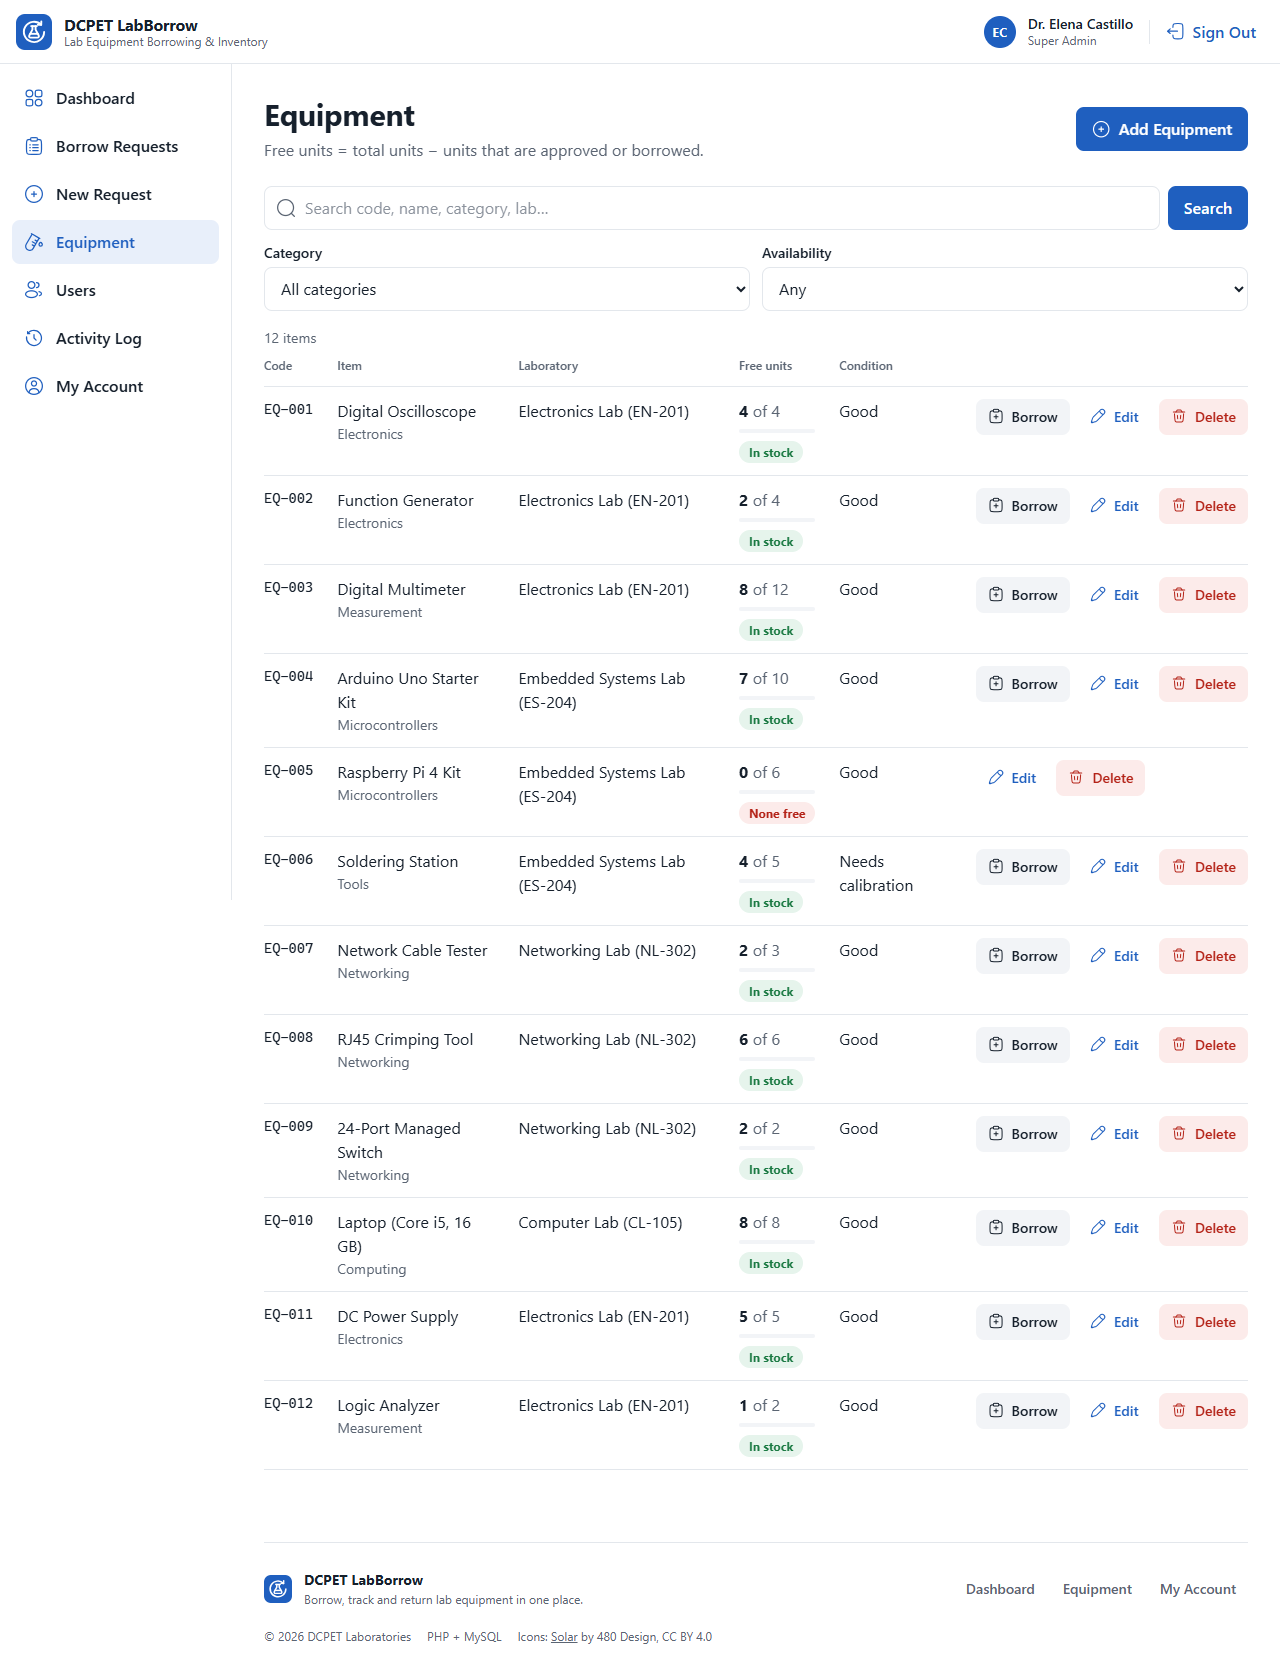 DCPET LabBorrow
Lab Equipment Borrowing & Inventory
EC
Dr. Elena Castillo
Super Admin
Sign Out
Dashboard
Borrow Requests
New Request
Equipment
Users
Activity Log
My Account
Equipment
Free units = total units − units that are approved or borrowed.
Add Equipment
Search code, name, category, lab...
Search
Category
Availability
All categories
Any
12 items
Code Item Laboratory Free units Condition
EQ-001 Digital Oscilloscope Electronics Lab (EN-201) 4 of 4 Good Borrow Edit Delete
Electronics
In stock
EQ-002 Function Generator Electronics Lab (EN-201) 2 of 4 Good Borrow Edit Delete
Electronics
In stock
EQ-003 Digital Multimeter Electronics Lab (EN-201) 8 of 12 Good Borrow Edit Delete
Measurement
In stock
EQ-004 Arduino Uno Starter Embedded Systems Lab 7 of 10 Good Borrow Edit Delete
Kit (ES-204)
Microcontrollers In stock
EQ-005 Raspberry Pi 4 Kit Embedded Systems Lab 0 of 6 Good Edit Delete
Microcontrollers (ES-204)
None free
EQ-006 Soldering Station Embedded Systems Lab 4 of 5 Needs Borrow Edit Delete
Tools (ES-204) calibration
In stock
EQ-007 Network Cable Tester Networking Lab (NL-302) 2 of 3 Good Borrow Edit Delete
Networking
In stock
EQ-008 RJ45 Crimping Tool Networking Lab (NL-302) 6 of 6 Good Borrow Edit Delete
Networking
In stock
EQ-009 24-Port Managed Networking Lab (NL-302) 2 of 2 Good Borrow Edit Delete
Switch
Networking In stock
EQ-010 Laptop (Core i5, 16 Computer Lab (CL-105) 8 of 8 Good Borrow Edit Delete
GB)
Computing In stock
EQ-011 DC Power Supply Electronics Lab (EN-201) 5 of 5 Good Borrow Edit Delete
Electronics
In stock
EQ-012 Logic Analyzer Electronics Lab (EN-201) 1 of 2 Good Borrow Edit Delete
Measurement
In stock
DCPET LabBorrow
Borrow, track and return lab equipment in one place.
Dashboard Equipment My Account
© 2026 DCPET Laboratories PHP + MySQL Icons: Solar by 480 Design, CC BY 4.0